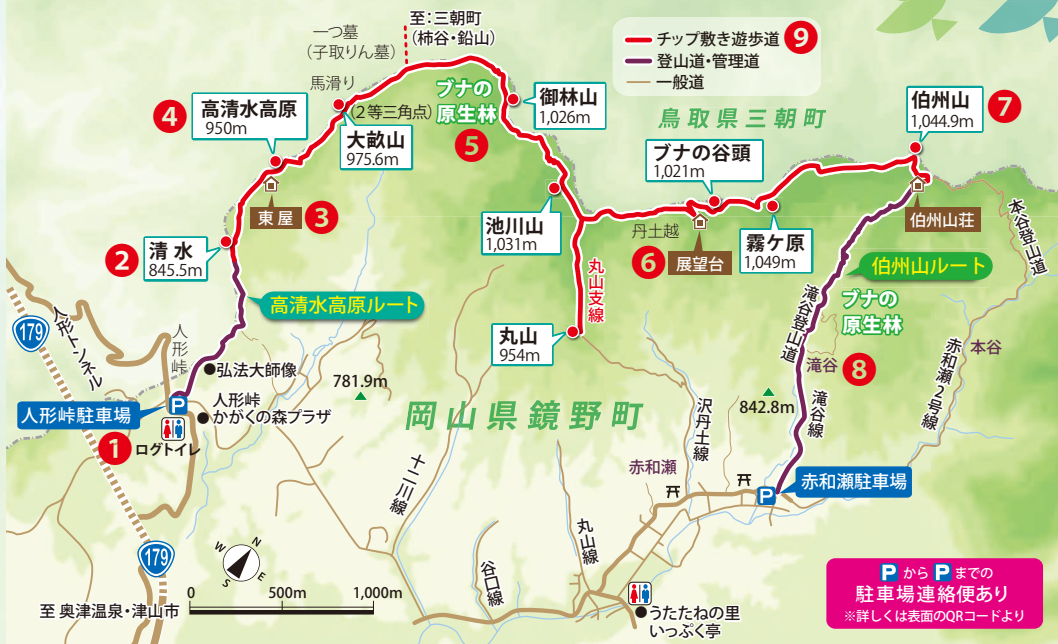 至：三朝町
（柿谷・鉛山）
一つ墓
（子取りん墓）
馬滑り
チップ敷き遊歩道
9
登山道・管理道
一般道
4
高清水高原
950m
（2等三角点）
大畝山
975.6m
ブナの
原生林
5
御林山
1,026m
鳥取県三朝町
伯州山
1,044.9m
7
ブナの谷頭
1,021m
東屋
3
2
清水
845.5m
池川山
1,031m
丹土越
6
展望台
霧ケ原
1,049m
伯州山荘
本谷登山道
伯州山ルート
高清水高原ルート
丸山支線
丸山
954m
滝谷登山道
ブナの
原生林
滝谷
8
本谷
赤和瀬2号線
179
人形トンネル
人形峠
弘法大師像
781.9m
人形峠
かがくの森プラザ
人形峠駐車場
P
1
ログトイレ
岡山県鏡野町
842.8m
沢丹土線
滝谷線
赤和瀬
P
赤和瀬駐車場
十二川線
丸山線
谷口線
179
N
W
E
S
0
500m
1,000m
至 奥津温泉・津山市
うたたねの里
いっぷく亭
PからPまでの
駐車場連絡便あり
※詳しくは表面のQRコードより